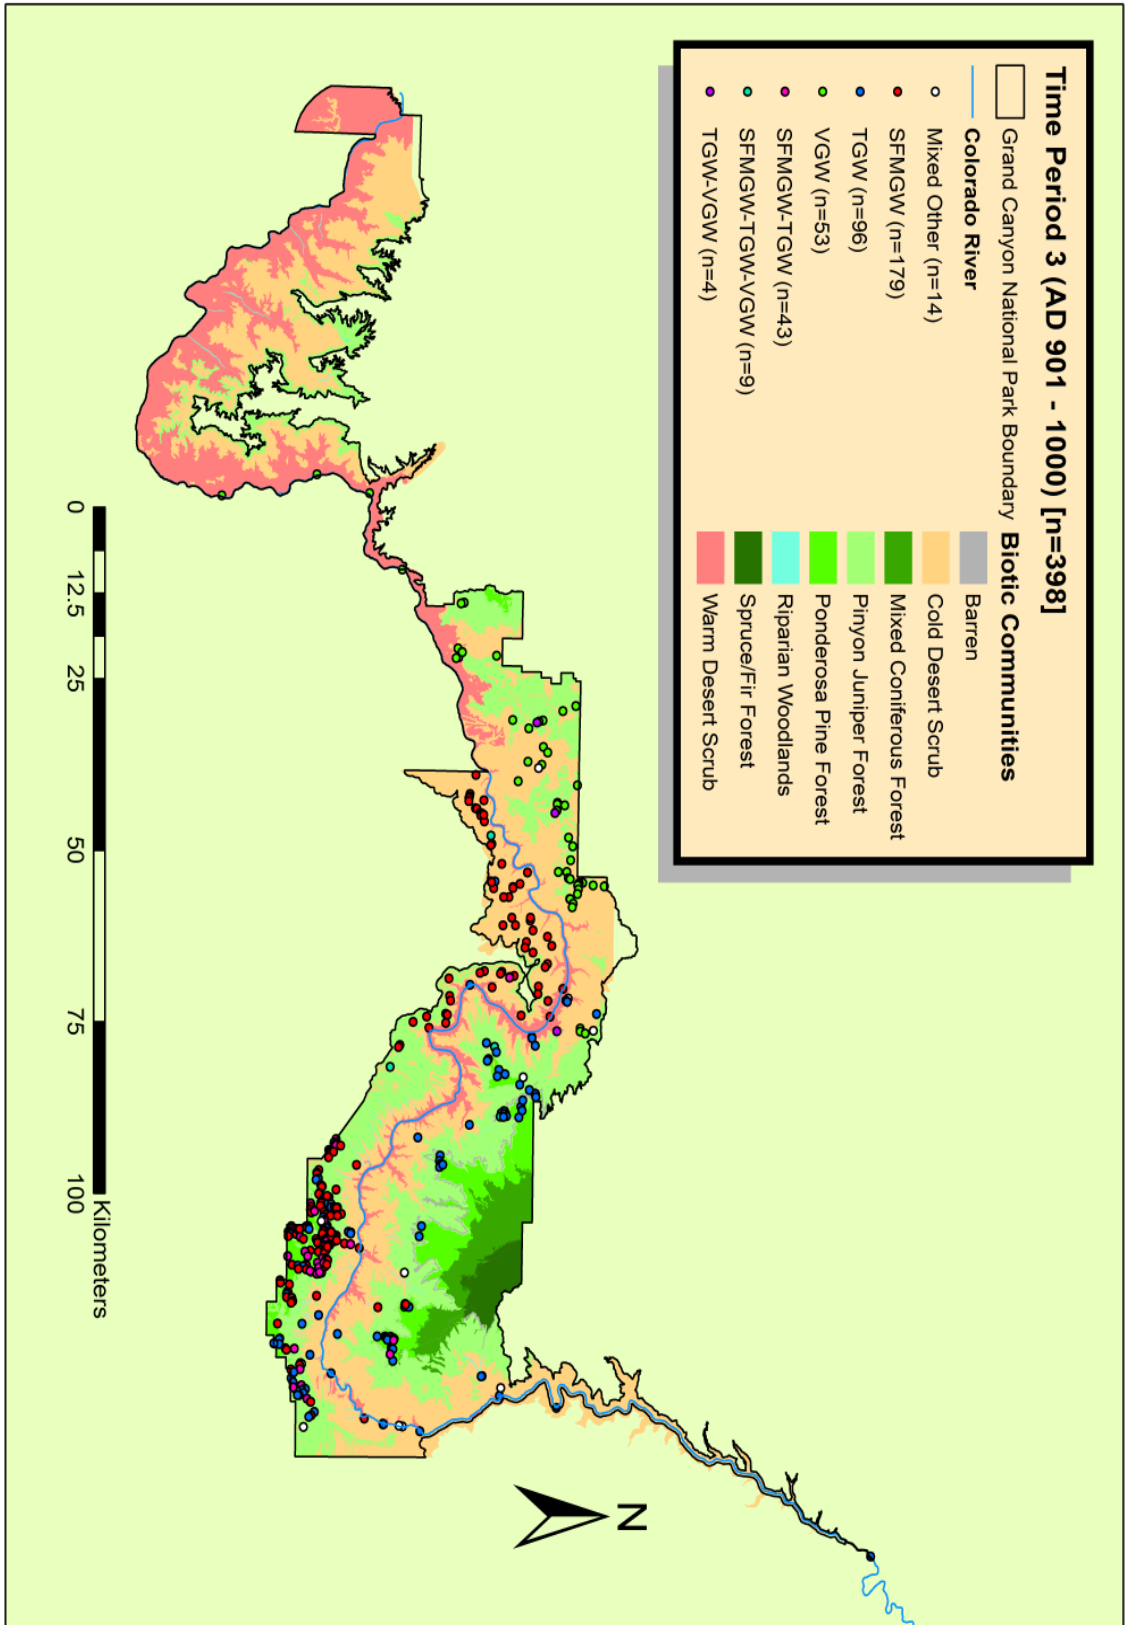 Time Period 3 (AD 901 - 1000) [n=398]
Grand Canyon National Park Boundary
Colorado River
Mixed Other (n=14)
SFMGW (n=179)
TGW (n=96)
VGW (n=53)
SFMGW-TGW (n=43)
SFMGW-TGW-VGW (n=9)
TGW-VGW (n=4)
Biotic Communities
Barren
Cold Desert Scrub
Mixed Coniferous Forest
Pinyon Juniper Forest
Ponderosa Pine Forest
Riparian Woodlands
Spruce/Fir Forest
Warm Desert Scrub
N
0 12.5 25 50 75 100
Kilometers